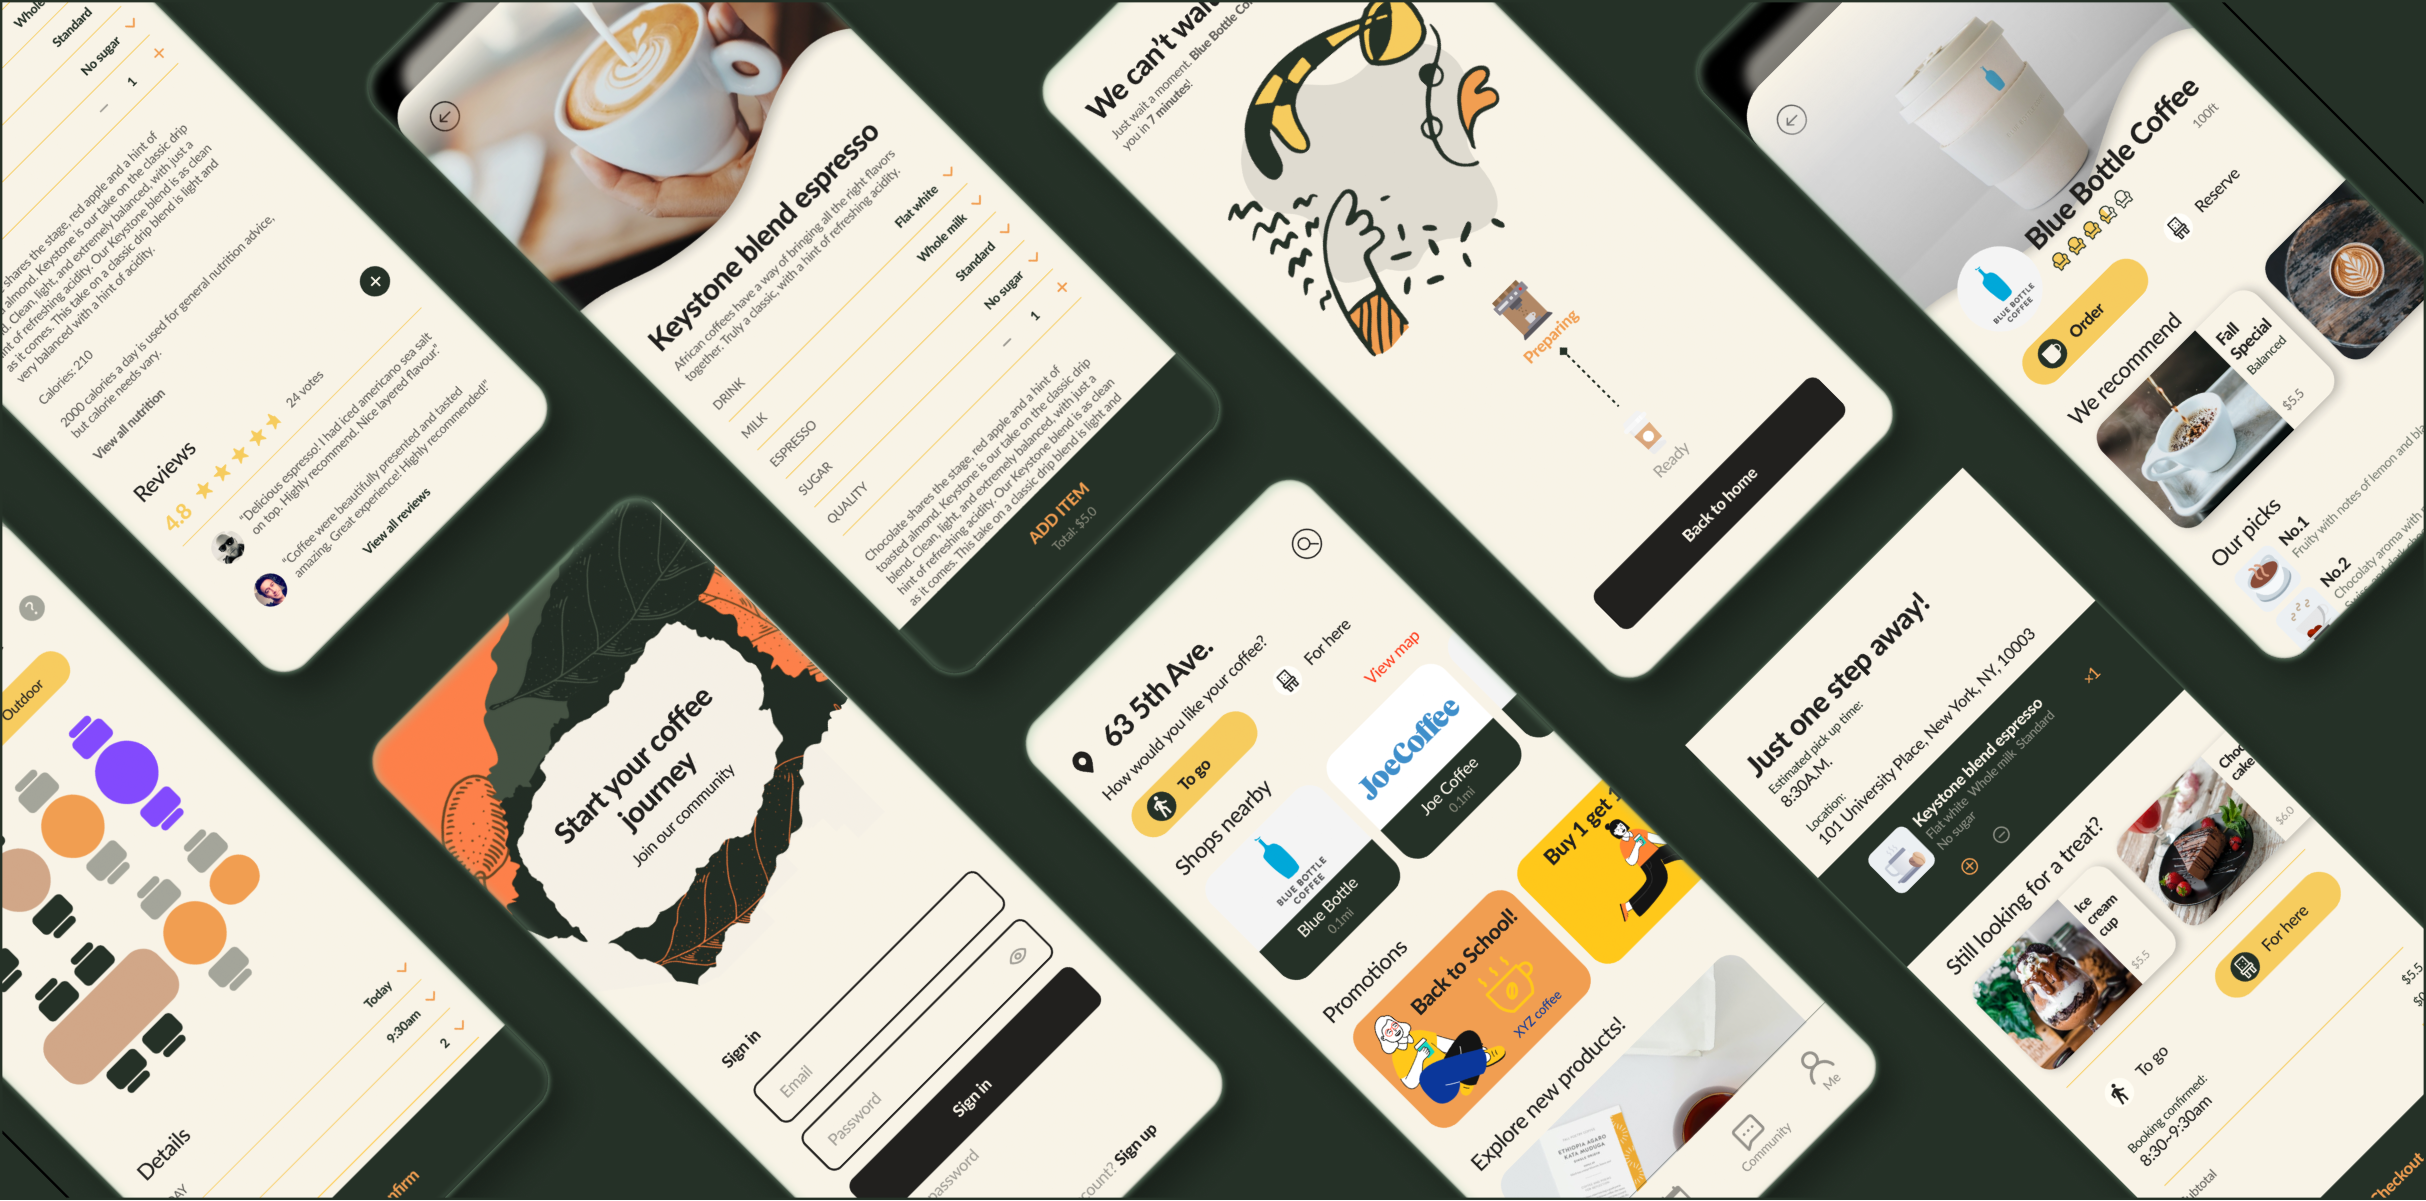 Whole
Standard
No sugar
1
shares the stage, red apple and a hint of
almond. Keystone is our take on the classic drip
d. Clean, light, and extremely balanced, with just a
int of refreshing acidity. Our Keystone blend is as clean
as it comes. This take on a classic drip blend is light and
very balanced with a hint of acidity.
Calories: 210
2000 calories a day is used for general nutrition advice,
but calorie needs vary.
View all nutrition
Reviews
4.8
24 votes
"Delicious espresso! I had iced americano sea salt
on top. Highly recommend. Nice layered flavour."
"Coffee were beautifully presented and tasted
amazing. Great experience! Highly recommended!"
View all reviews
Keystone blend espresso
African coffees have a way of bringing all the right flavors
together. Truly a classic, with a hint of refreshing acidity.
DRINK
Flat white
MILK
Whole milk
ESPRESSO
Standard
SUGAR
No sugar
QUALITY
1
Chocolate shares the stage, red apple and a hint of
toasted almond. Keystone is our take on the classic drip
blend. Clean, light, and extremely balanced, with just a
hint of refreshing acidity. Our Keystone blend is as clean
as it comes. This take on a classic drip blend is light and
ADD ITEM
Total: $5.0
We can't wait
Just wait a moment. Blue Bottle Co
you in 7 minutes!
Preparing
Ready
Back to home
BLUE BOTTLE
COFFEE
Blue Bottle Coffee
100ft
Order
Reserve
We recommend
Fall
Special
Balanced
$5.5
Our picks
No.1
Fruity with notes of lemon and bla
No.2
Chocolaty aroma with
?
Outdoor
Details
AY
Today
9:30am
2
nfirm
Start your coffee
journey
Join our community
Sign in
Email
Password
Sign in
password
count? Sign up
63 5th Ave.
How would you like your coffee?
To go
For here
Shops nearby
View map
BLUE BOTTLE
COFFEE
Blue Bottle
0.1mi
JoeCoffee
Joe Coffee
0.1mi
Promotions
Back to School!
XYZ coffee
Buy 1 get 1
Explore new products!
ETHIOPIA AGARO
KATA MUDUGA
Community
Me
Just one step away!
Estimated pick up time:
8:30A.M.
Location:
101 University Place, New York, NY, 10003
Keystone blend espresso
Flat white Whole milk Standard
No sugar
×1
Still looking for a treat?
Ice
cream
cup
$5.5
Choc
cake
$6.0
To go
For here
Booking confirmed:
8:30–9:30am
ubtotal
$5.5
Checkout